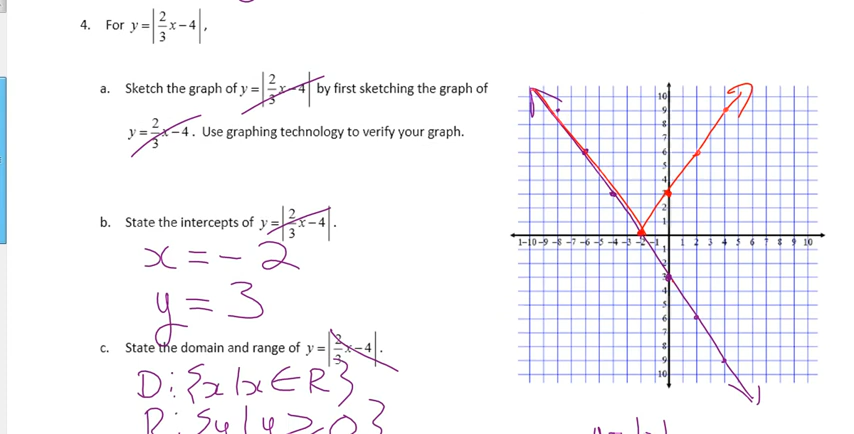 4. For y = |2/3 x − 4|,
a. Sketch the graph of y = |2/3 x − 4| by first sketching the graph of
y = 2/3 x − 4. Use graphing technology to verify your graph.
b. State the intercepts of y = |2/3 x − 4|.
x = - 2
y = 3
c. State the domain and range of y = |2/3 x − 4|.
D: {x | x ∈ R}